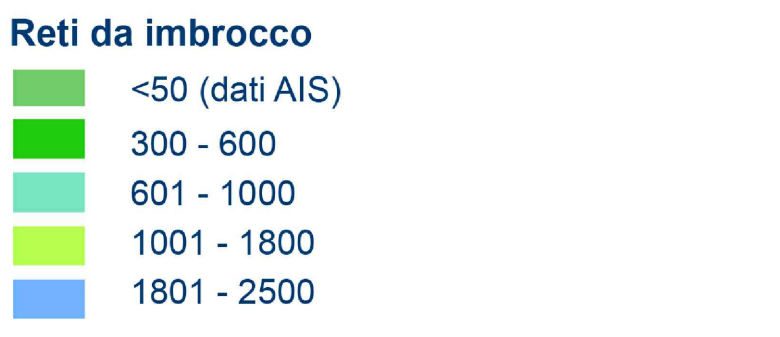 Reti da imbrocco
<50 (dati AIS)
300 - 600
601 - 1000
1001 - 1800
1801 - 2500